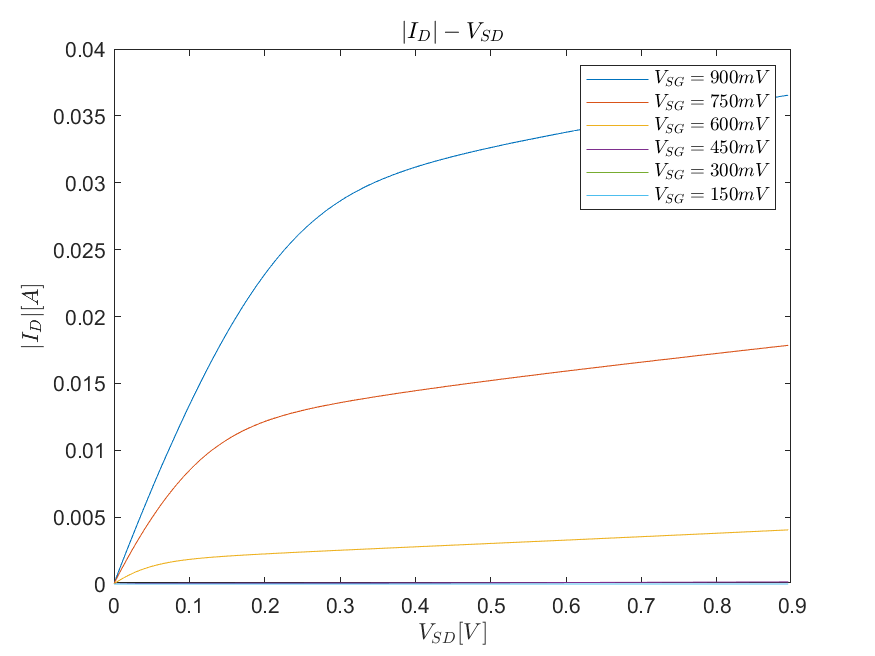 |I_D| − V_SD
0.04
0.035
0.03
0.025
0.02
0.015
0.01
0.005
0
|I_D|[A]
V_SG = 900mV
V_SG = 750mV
V_SG = 600mV
V_SG = 450mV
V_SG = 300mV
V_SG = 150mV
0 0.1 0.2 0.3 0.4 0.5 0.6 0.7 0.8 0.9
V_SD[V]